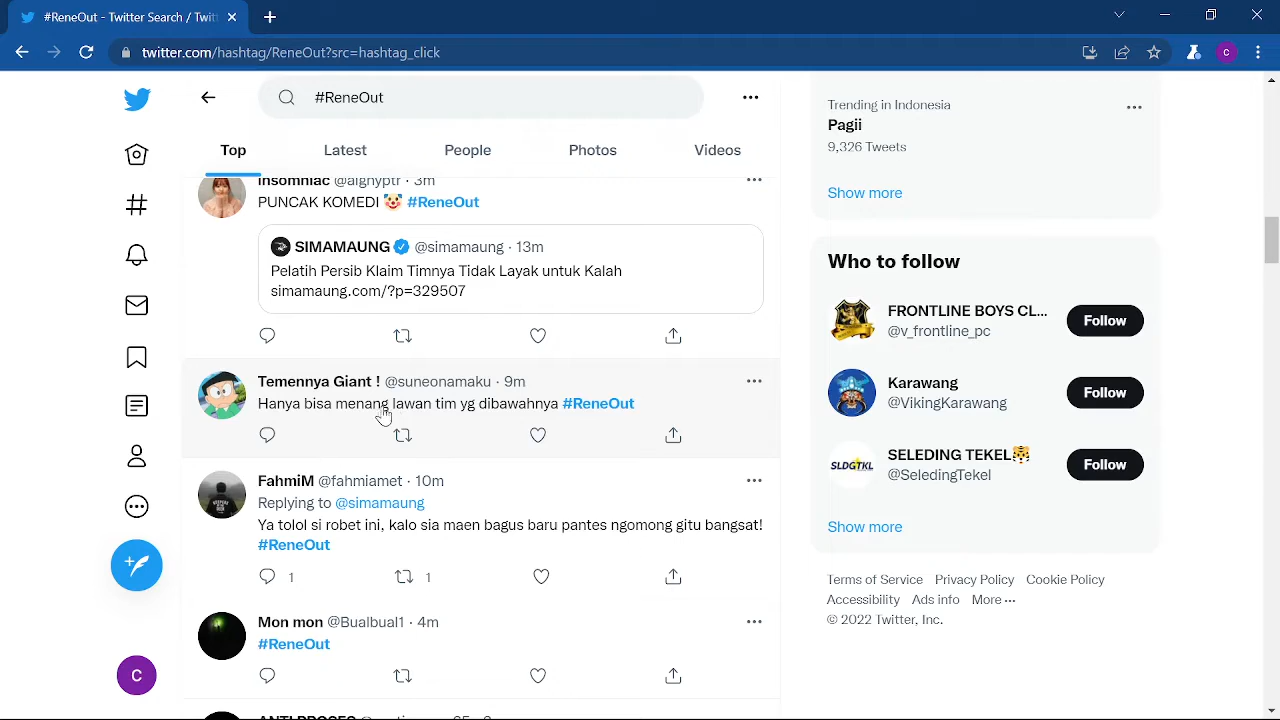 #ReneOut - Twitter Search / Twitt
twitter.com/hashtag/ReneOut?src=hashtag_click
C
#ReneOut
Top
Latest
People
Photos
Videos
insomniac @aignyptr · 3m
PUNCAK KOMEDI 🤡 #ReneOut
SIMAMAUNG @simamaung · 13m
Pelatih Persib Klaim Timnya Tidak Layak untuk Kalah
simamaung.com/?p=329507
Temennya Giant ! @suneonamaku · 9m
Hanya bisa menang lawan tim yg dibawahnya #ReneOut
FahmiM @fahmiamet · 10m
Replying to @simamaung
Ya tolol si robet ini, kalo sia maen bagus baru pantes ngomong gitu bangsat!
#ReneOut
1
1
Mon mon @Bualbual1 · 4m
#ReneOut
C
Trending in Indonesia
Pagii
9,326 Tweets
Show more
Who to follow
FRONTLINE BOYS CL...
@v_frontline_pc
Follow
Karawang
@VikingKarawang
Follow
SLDGTKL
SELEDING TEKEL🐯
@SeledingTekel
Follow
Show more
Terms of Service Privacy Policy Cookie Policy
Accessibility Ads info More ···
© 2022 Twitter, Inc.